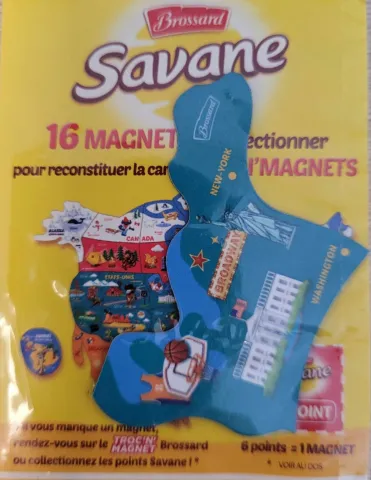 Brossard
Savane
16 MAGNET ectionner
pour reconstituer la car N'MAGNETS
Brossard
NEW-YORK
WASHINGTON
BROADWAY
CANADA
ÉTATS-UNIS
vane
POINT
vous manque un magnet,
rendez-vous sur le TROC'N' MAGNET Brossard
ou collectionnez les points Savane ! *
6 points = 1 MAGNET
* VOIR AU DOS